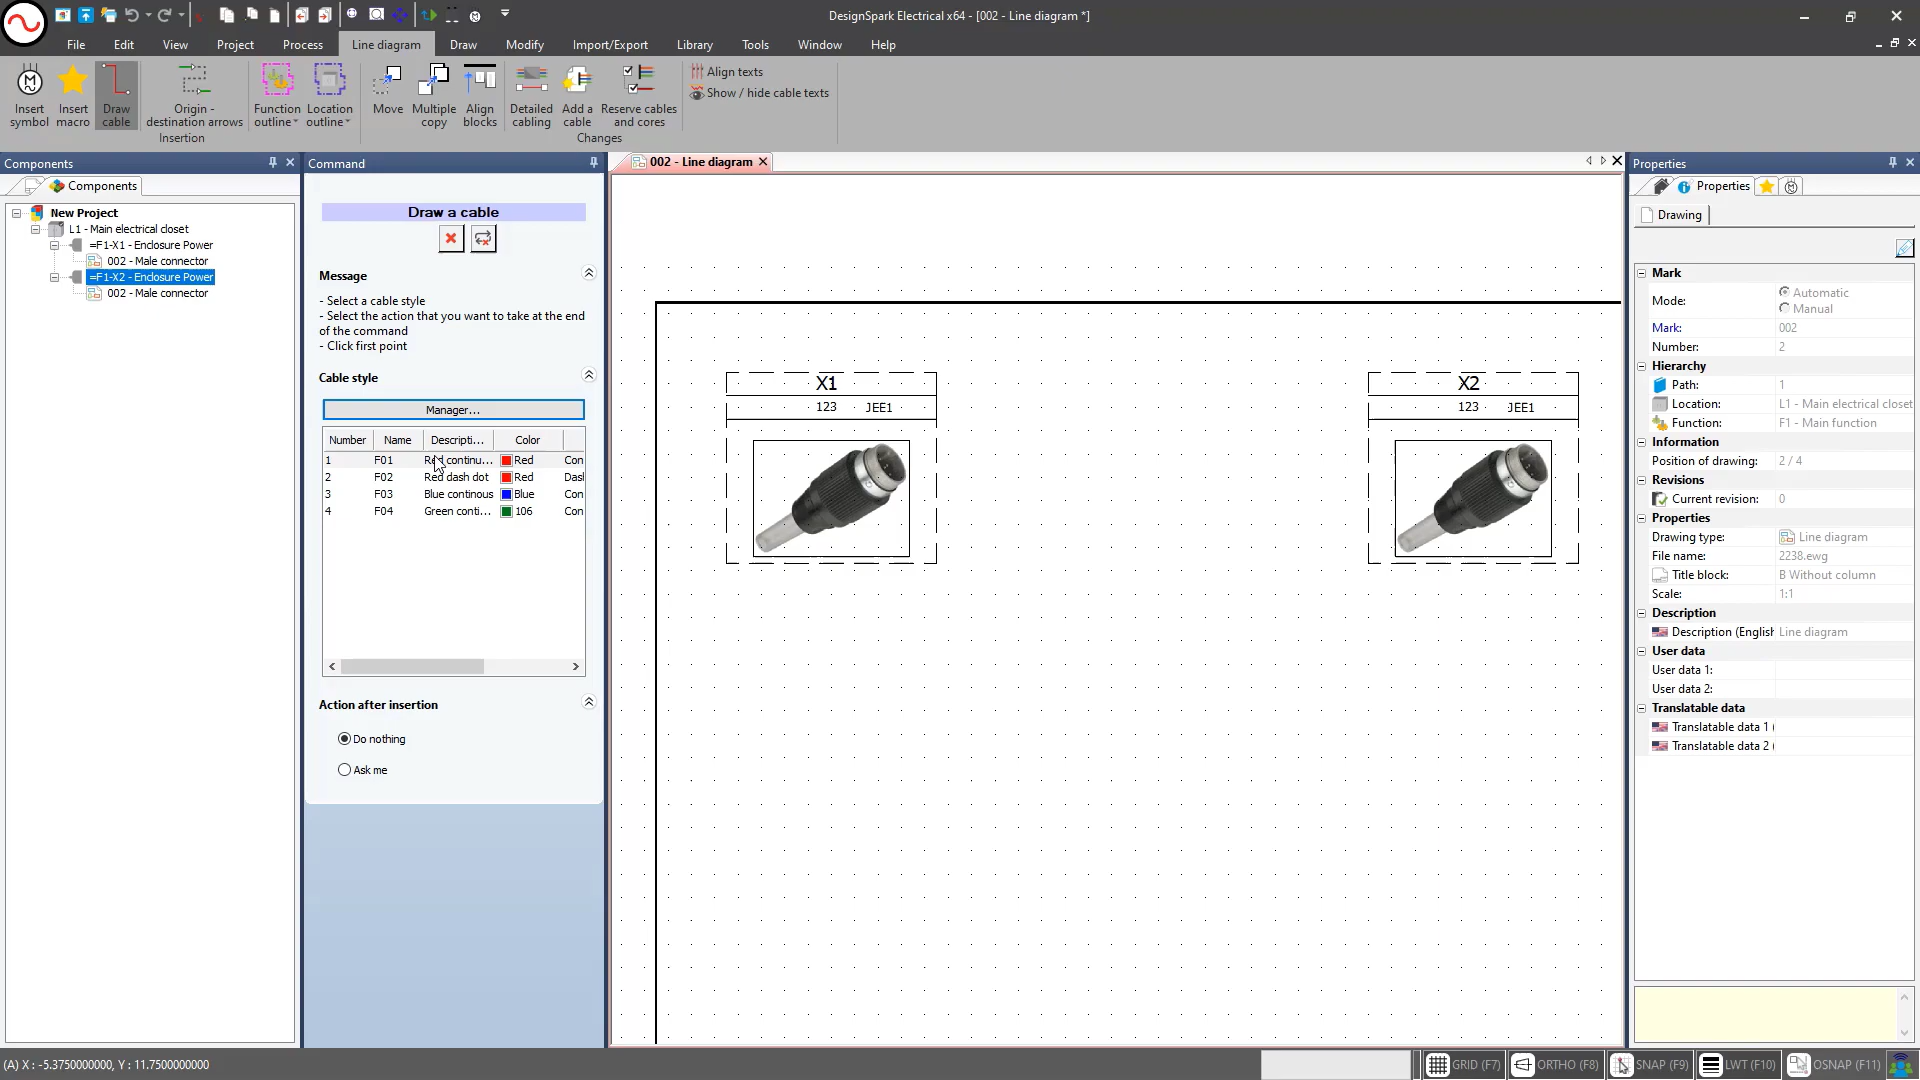 DesignSpark Electrical x64 - [002 - Line diagram *]
File Edit View Project Process Line diagram Draw Modify Import/Export Library Tools Window Help
Insert symbol
Insert macro
Draw cable
Origin - destination arrows
Function outline
Location outline
Move
Multiple copy
Align blocks
Detailed cabling
Add a cable
Reserve cables and cores
Align texts
Show / hide cable texts
Insertion
Changes
Components
Components
New Project
L1 - Main electrical closet
=F1-X1 - Enclosure Power
002 - Male connector
=F1-X2 - Enclosure Power
002 - Male connector
Command
Draw a cable
Message
- Select a cable style
- Select the action that you want to take at the end
of the command
- Click first point
Cable style
Manager...
Number Name Descripti... Color
1 F01 Red continu... Red Con
2 F02 Red dash dot Red Dash
3 F03 Blue continous Blue Con
4 F04 Green conti... 106 Con
Action after insertion
Do nothing
Ask me
002 - Line diagram
X1
123 JEE1
X2
123 JEE1
Properties
Properties
Drawing
Mark
Mode: Automatic
Manual
Mark: 002
Number: 2
Hierarchy
Path: 1
Location: L1 - Main electrical closet
Function: F1 - Main function
Information
Position of drawing: 2 / 4
Revisions
Current revision: 0
Properties
Drawing type: Line diagram
File name: 2238.ewg
Title block: B Without column
Scale: 1:1
Description
Description (English Line diagram
User data
User data 1:
User data 2:
Translatable data
Translatable data 1 (
Translatable data 2 (
(A) X : -5.3750000000, Y : 11.7500000000
GRID (F7) ORTHO (F8) SNAP (F9) LWT (F10) OSNAP (F11)